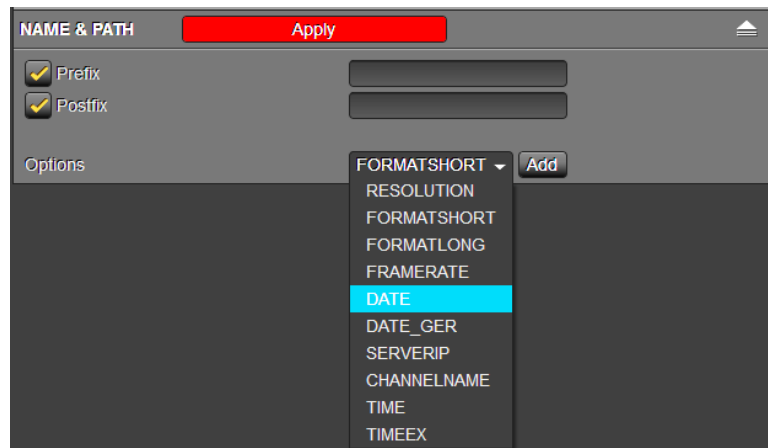 NAME & PATH Apply
Prefix
Postfix
Options FORMATSHORT Add
RESOLUTION
FORMATSHORT
FORMATLONG
FRAMERATE
DATE
DATE_GER
SERVERIP
CHANNELNAME
TIME
TIMEEX